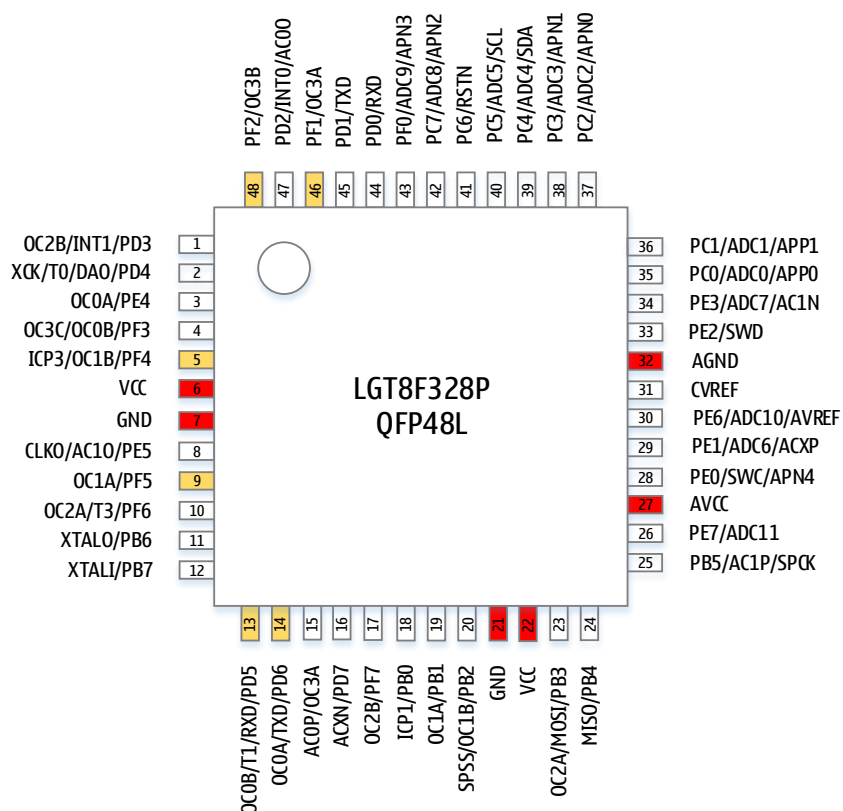 PF2/OC3B
PD2/INT0/AC0O
PF1/OC3A
PD1/TXD
PD0/RXD
PF0/ADC9/APN3
PC7/ADC8/APN2
PC6/RSTN
PC5/ADC5/SCL
PC4/ADC4/SDA
PC3/ADC3/APN1
PC2/ADC2/APN0
48
47
46
45
44
43
42
41
40
39
38
37
OC2B/INT1/PD3 1
XCK/T0/DAO/PD4 2
OC0A/PE4 3
OC3C/OC0B/PF3 4
ICP3/OC1B/PF4 5
VCC 6
GND 7
CLKO/AC1O/PE5 8
OC1A/PF5 9
OC2A/T3/PF6 10
XTALO/PB6 11
XTALI/PB7 12
LGT8F328P
QFP48L
36 PC1/ADC1/APP1
35 PC0/ADC0/APP0
34 PE3/ADC7/AC1N
33 PE2/SWD
32 AGND
31 CVREF
30 PE6/ADC10/AVREF
29 PE1/ADC6/ACXP
28 PE0/SWC/APN4
27 AVCC
26 PE7/ADC11
25 PB5/AC1P/SPCK
13
14
15
16
17
18
19
20
21
22
23
24
OC0B/T1/RXD/PD5
OC0A/TXD/PD6
AC0P/OC3A
ACXN/PD7
OC2B/PF7
ICP1/PB0
OC1A/PB1
SPSS/OC1B/PB2
GND
VCC
OC2A/MOSI/PB3
MISO/PB4